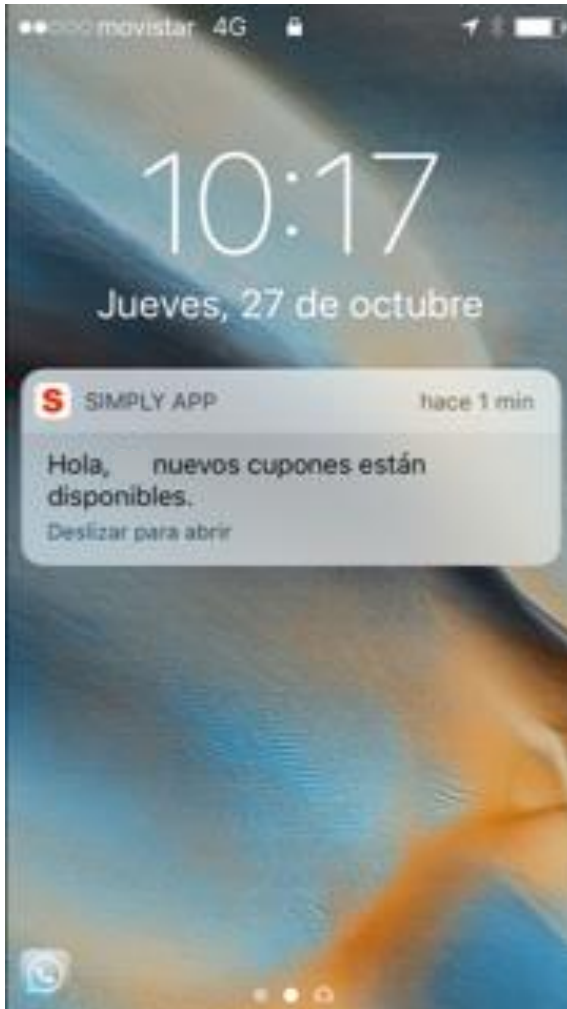 movistar 4G
10:17
Jueves, 27 de octubre
S SIMPLY APP hace 1 min
Hola, nuevos cupones están
disponibles.
Deslizar para abrir